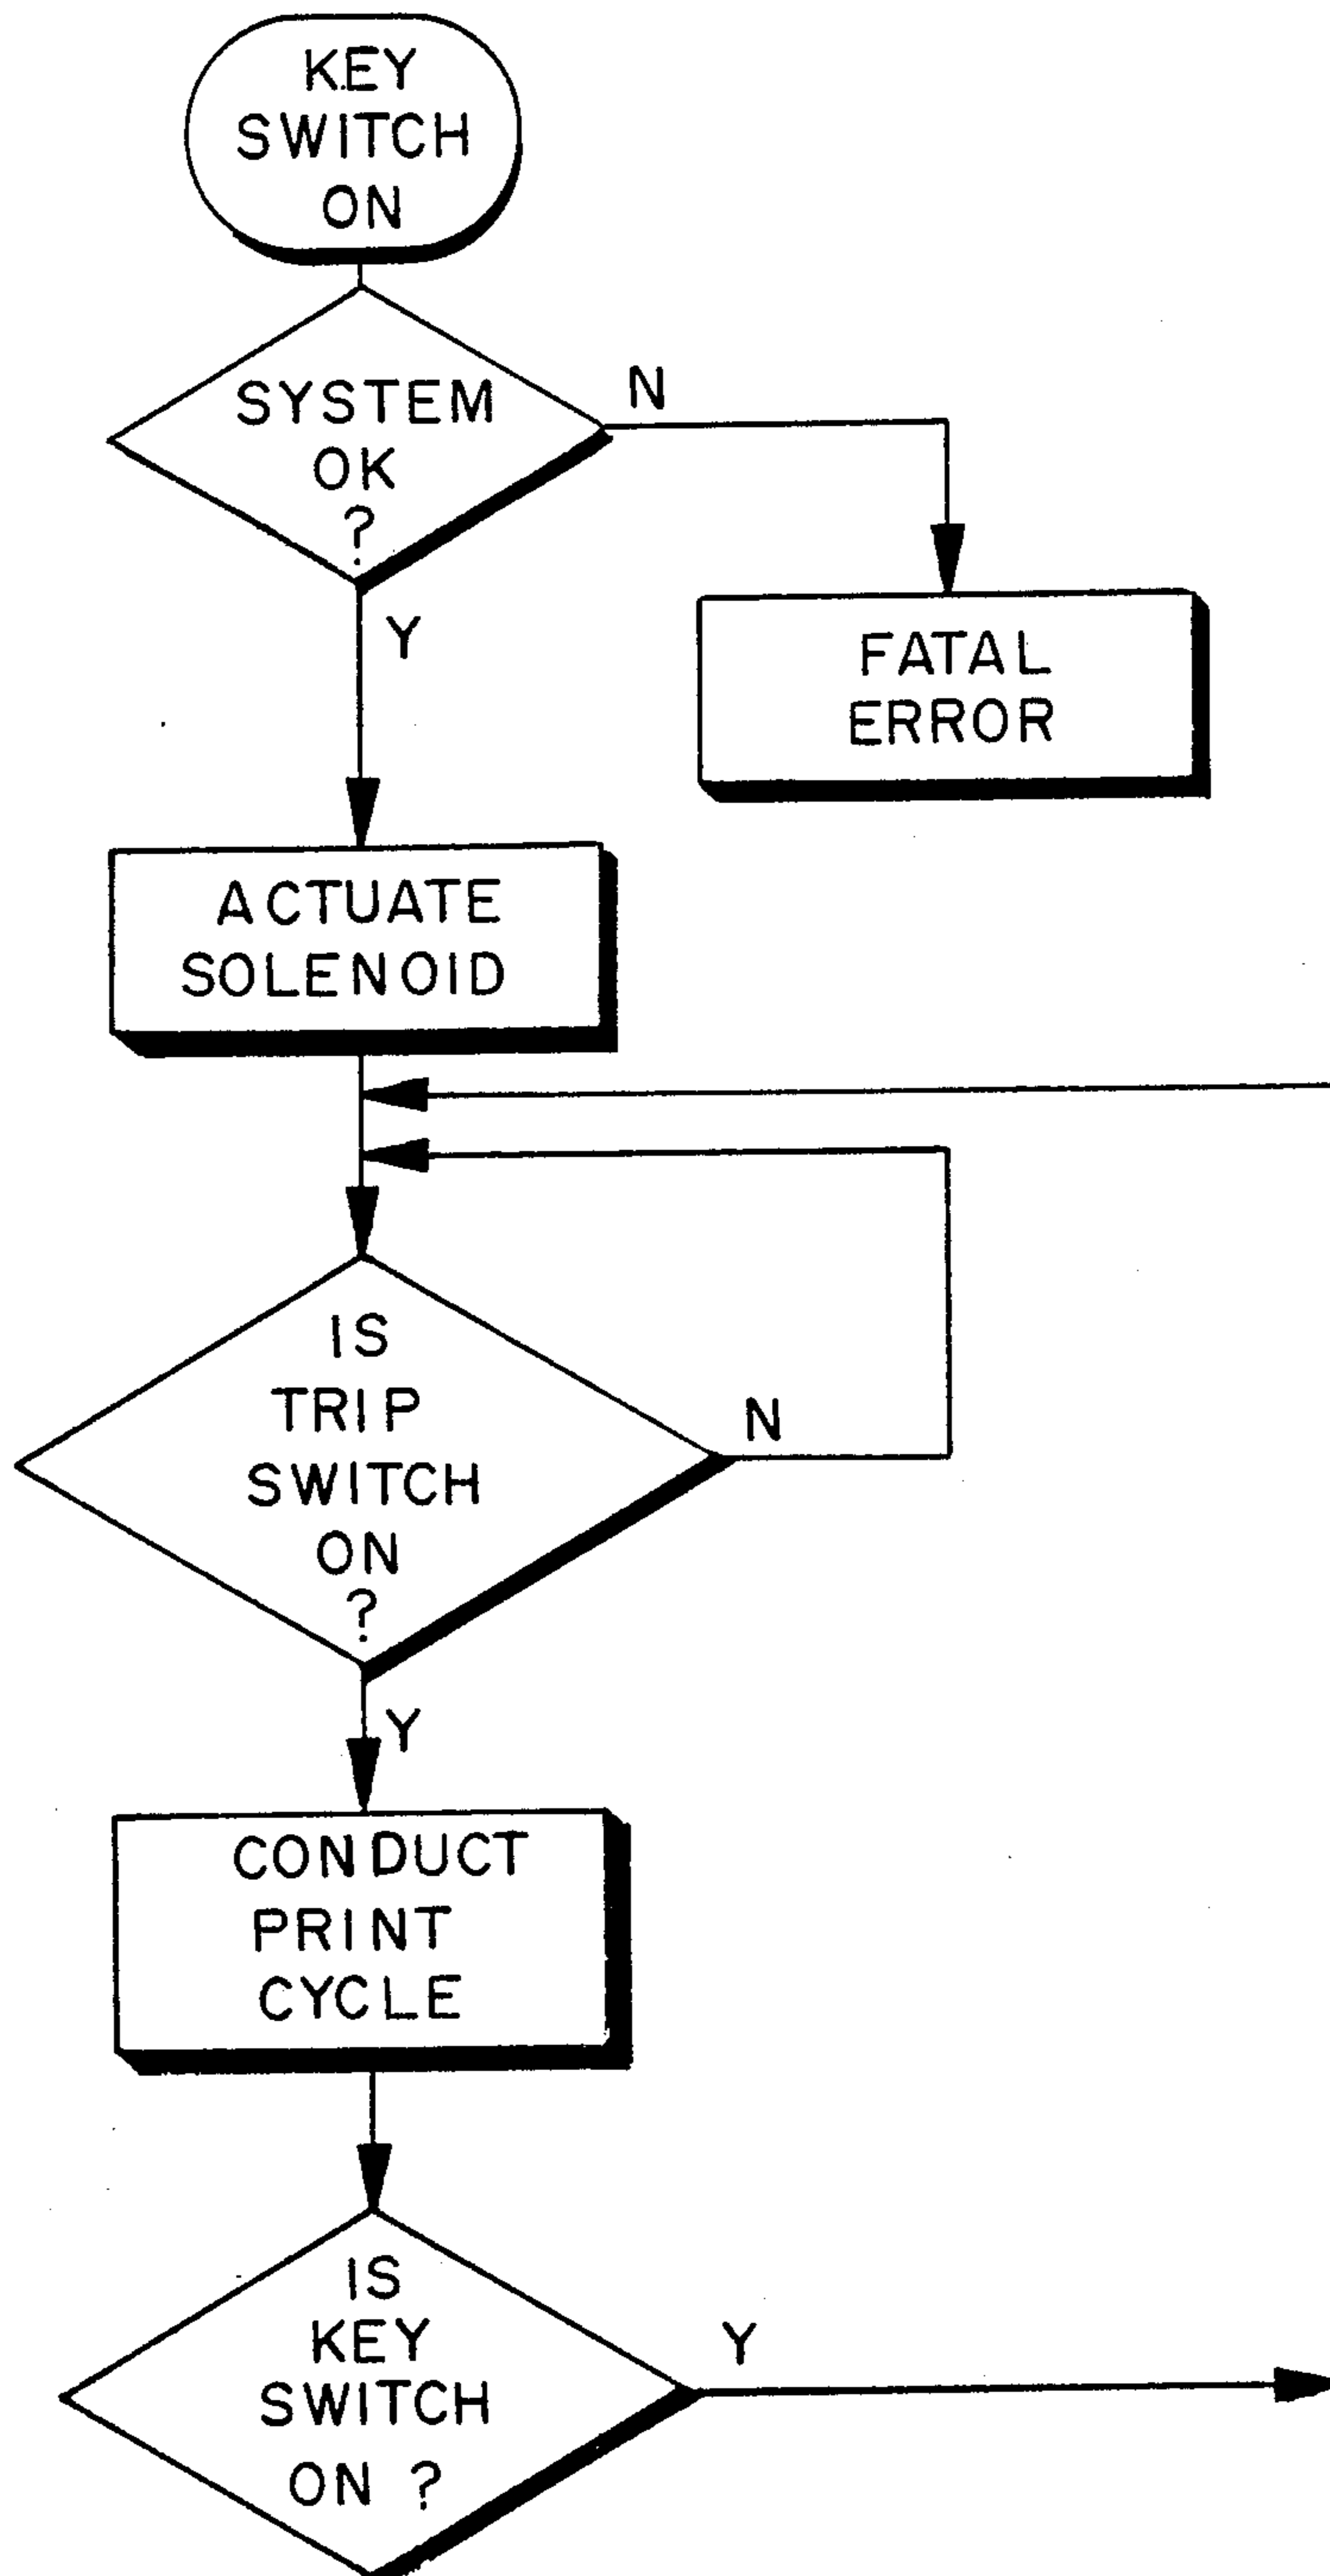 KEY
SWITCH
ON
SYSTEM
OK
?
N
Y
FATAL
ERROR
ACTUATE
SOLENOID
IS
TRIP
SWITCH
ON
?
N
Y
CONDUCT
PRINT
CYCLE
IS
KEY
SWITCH
ON ?
Y